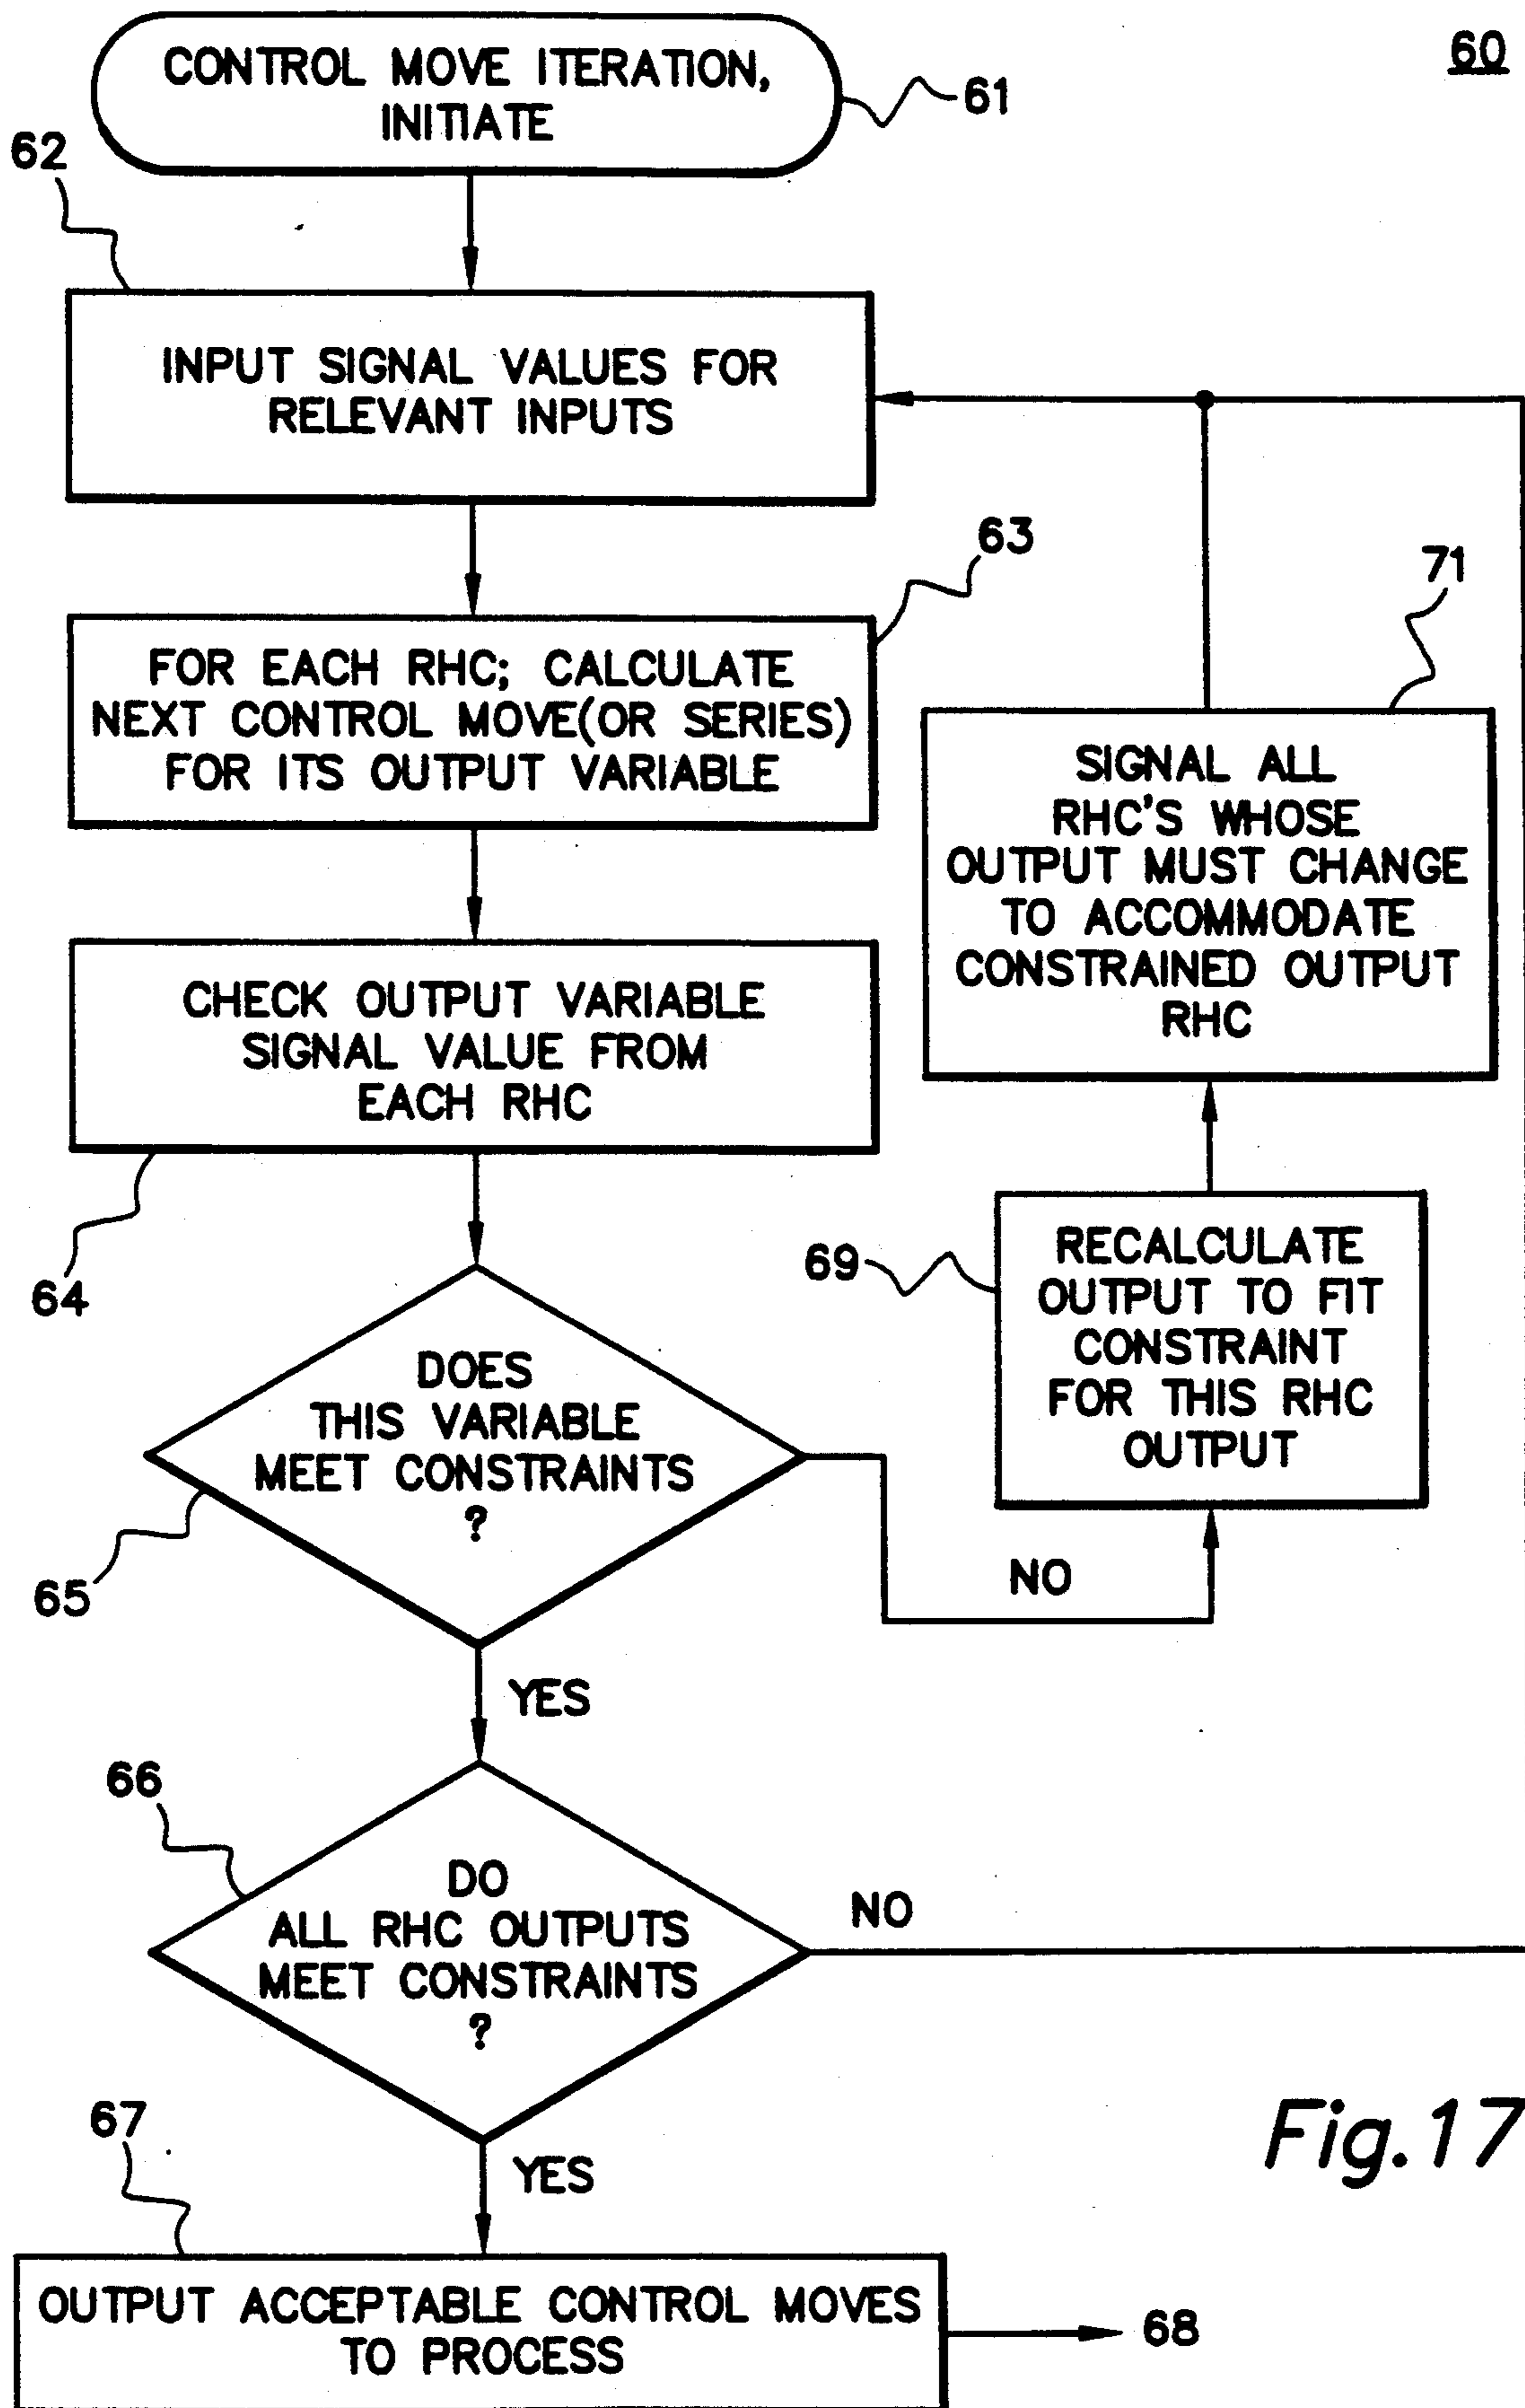 60
CONTROL MOVE ITERATION,
INITIATE
61
62
INPUT SIGNAL VALUES FOR
RELEVANT INPUTS
63
FOR EACH RHC; CALCULATE
NEXT CONTROL MOVE(OR SERIES)
FOR ITS OUTPUT VARIABLE
71
SIGNAL ALL
RHC'S WHOSE
OUTPUT MUST CHANGE
TO ACCOMMODATE
CONSTRAINED OUTPUT
RHC
CHECK OUTPUT VARIABLE
SIGNAL VALUE FROM
EACH RHC
64
69
RECALCULATE
OUTPUT TO FIT
CONSTRAINT
FOR THIS RHC
OUTPUT
DOES
THIS VARIABLE
MEET CONSTRAINTS
?
65
NO
YES
66
DO
ALL RHC OUTPUTS
MEET CONSTRAINTS
?
NO
YES
67
OUTPUT ACCEPTABLE CONTROL MOVES
TO PROCESS
68
Fig.17